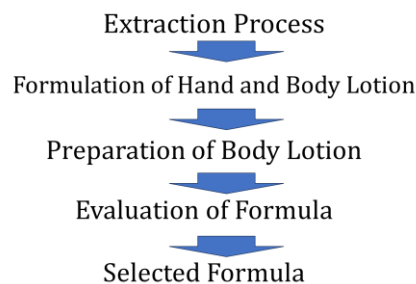 Extraction Process
Formulation of Hand and Body Lotion
Preparation of Body Lotion
Evaluation of Formula
Selected Formula